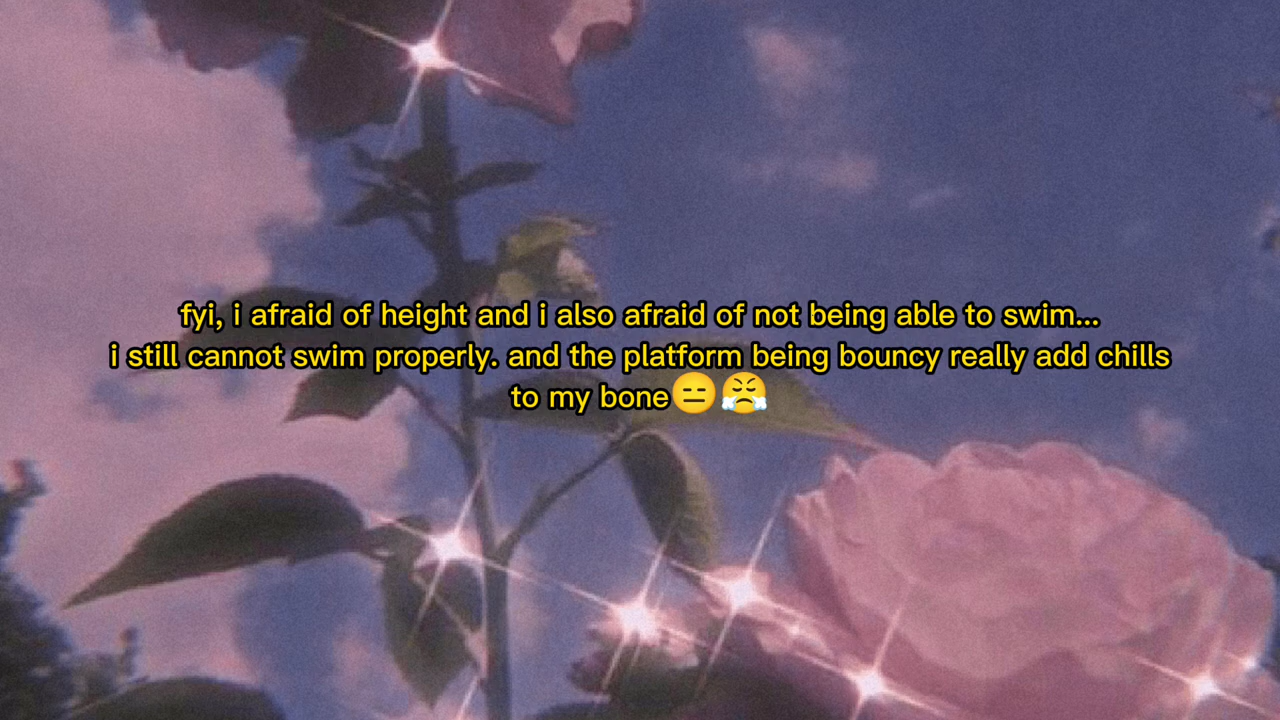 fyi, i afraid of height and i also afraid of not being able to swim...
i still cannot swim properly. and the platform being bouncy really add chills
to my bone😑😤